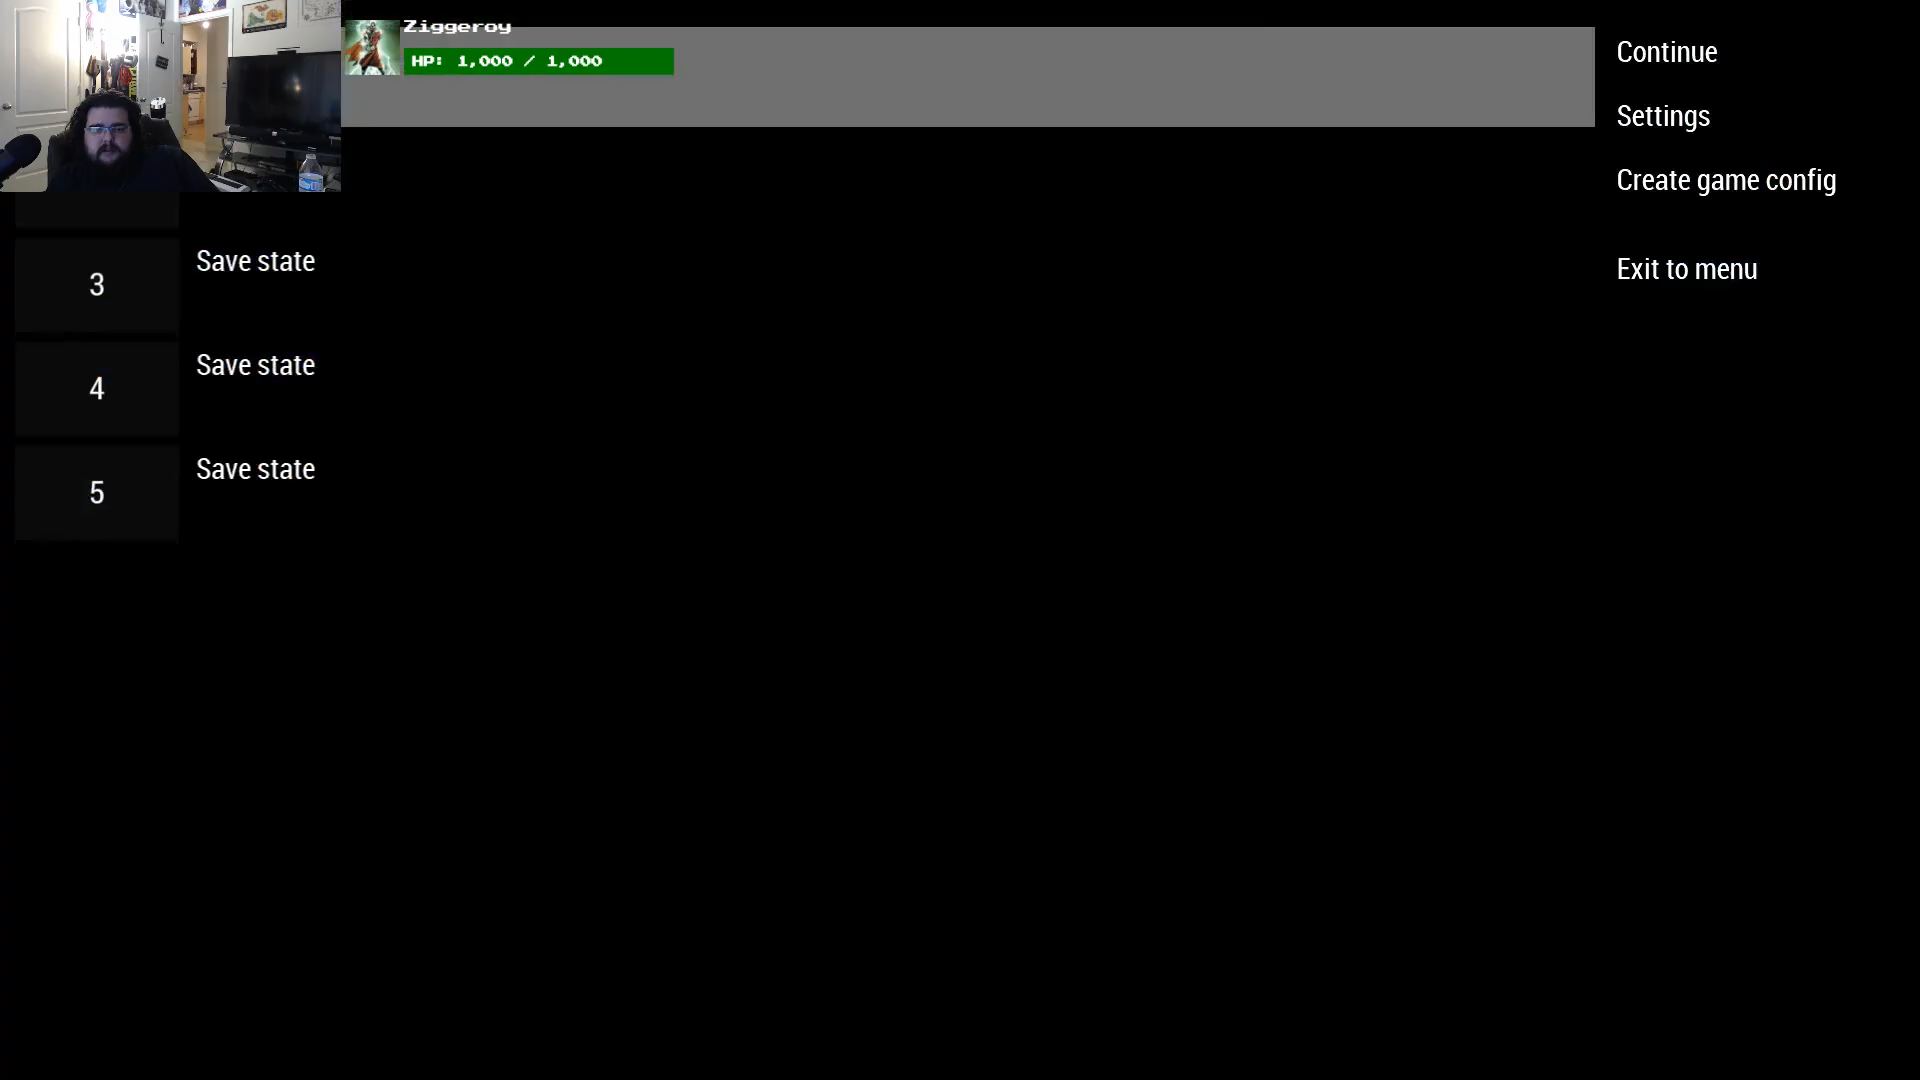 Ziggeroy
HP: 1,000 / 1,000
Continue
Settings
Create game config
Exit to menu
3
Save state
4
Save state
5
Save state